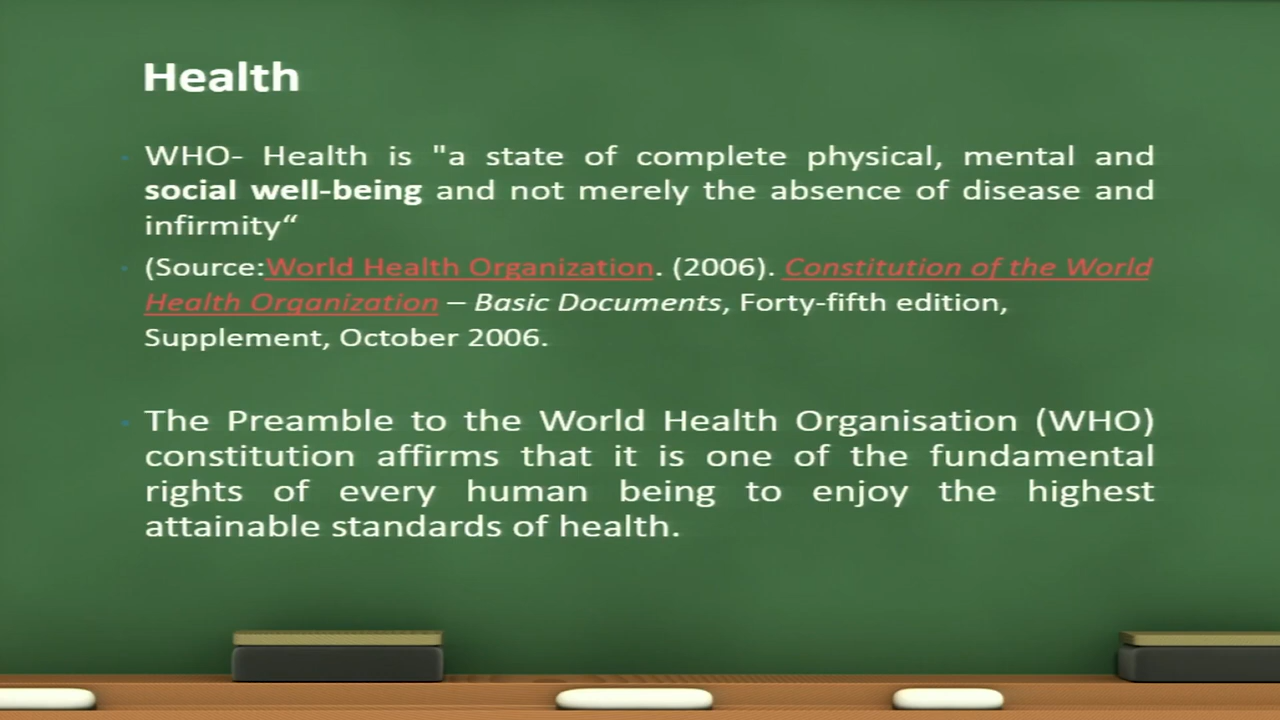 Health
WHO- Health is "a state of complete physical, mental and
social well-being and not merely the absence of disease and
infirmity“
(Source:World Health Organization. (2006). Constitution of the World
Health Organization – Basic Documents, Forty-fifth edition,
Supplement, October 2006.
The Preamble to the World Health Organisation (WHO)
constitution affirms that it is one of the fundamental
rights of every human being to enjoy the highest
attainable standards of health.